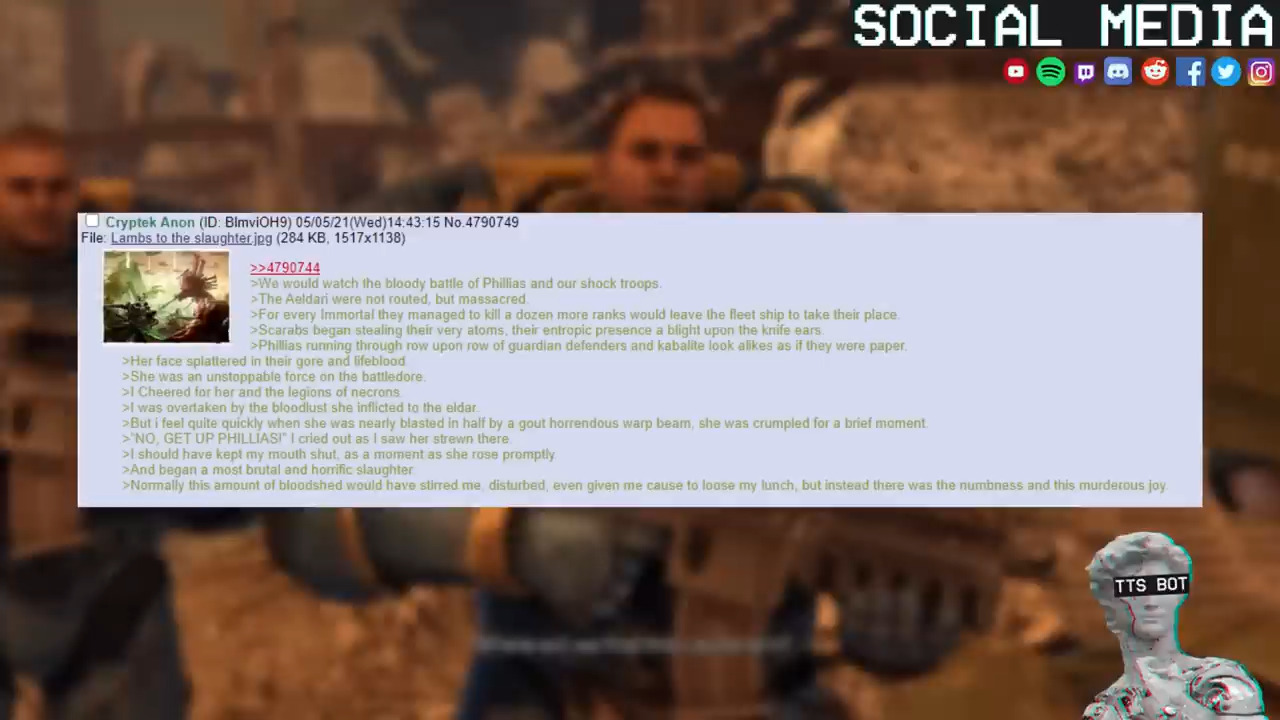 SOCIAL MEDIA
Cryptek Anon (ID: BlmviOH9) 05/05/21(Wed)14:43:15 No.4790749
File: Lambs to the slaughter.jpg (284 KB, 1517x1138)
>>4790744
>We would watch the bloody battle of Phillias and our shock troops.
>The Aeldari were not routed, but massacred.
>For every Immortal they managed to kill a dozen more ranks would leave the fleet ship to take their place.
>Scarabs began stealing their very atoms, their entropic presence a blight upon the knife ears.
>Phillias running through row upon row of guardian defenders and kabalite look alikes as if they were paper.
>Her face splattered in their gore and lifeblood.
>She was an unstoppable force on the battledore.
>I Cheered for her and the legions of necrons.
>I was overtaken by the bloodlust she inflicted to the eldar.
>But i feel quite quickly when she was nearly blasted in half by a gout horrendous warp beam, she was crumpled for a brief moment.
>"NO, GET UP PHILLIAS!" I cried out as I saw her strewn there.
>I should have kept my mouth shut, as a moment as she rose promptly.
>And began a most brutal and horrific slaughter.
>Normally this amount of bloodshed would have stirred me, disturbed, even given me cause to loose my lunch, but instead there was the numbness and this murderous joy.
TTS BOT